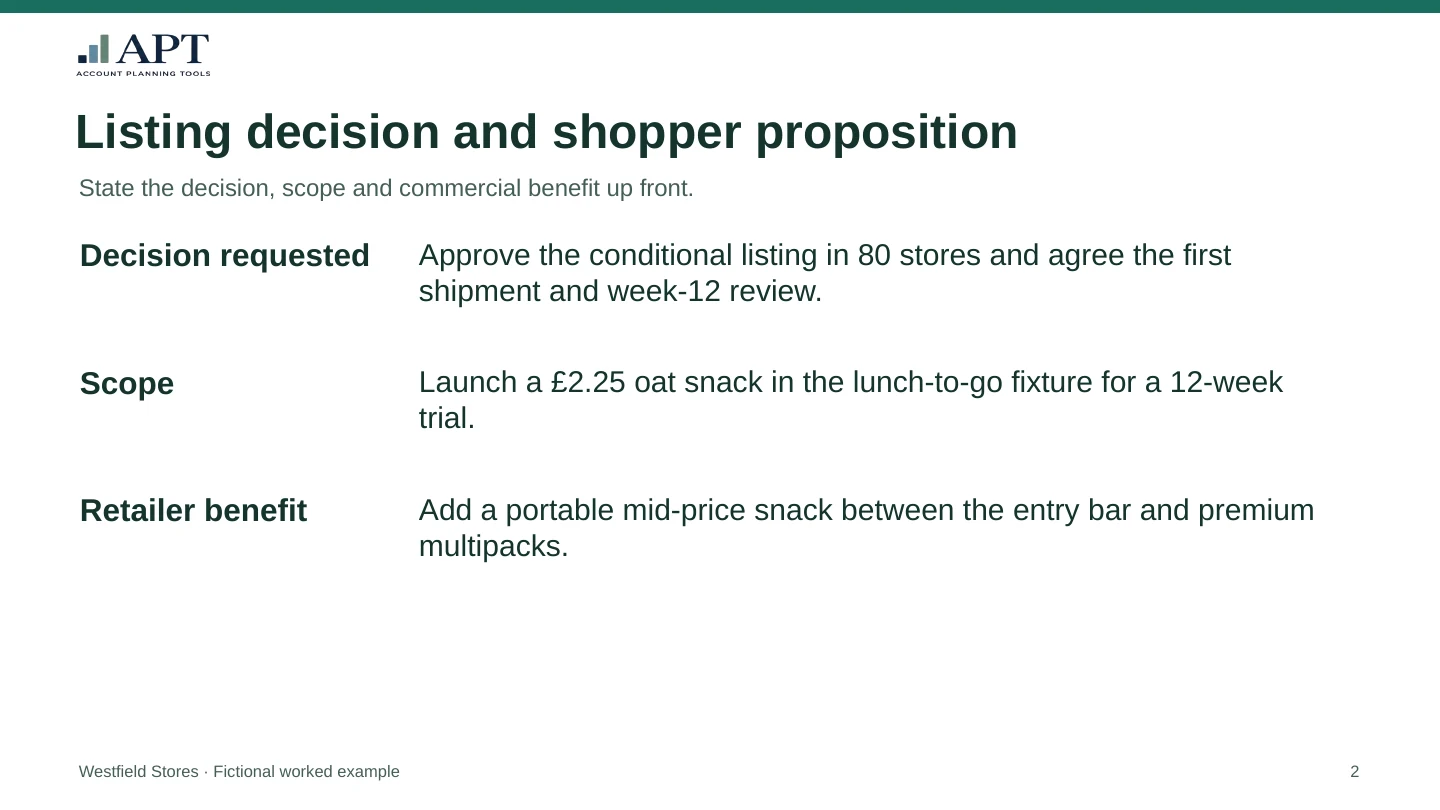 APT
ACCOUNT PLANNING TOOLS
Listing decision and shopper proposition
State the decision, scope and commercial benefit up front.
Decision requested
Approve the conditional listing in 80 stores and agree the first
shipment and week-12 review.
Scope
Launch a £2.25 oat snack in the lunch-to-go fixture for a 12-week
trial.
Retailer benefit
Add a portable mid-price snack between the entry bar and premium
multipacks.
Westfield Stores · Fictional worked example
2